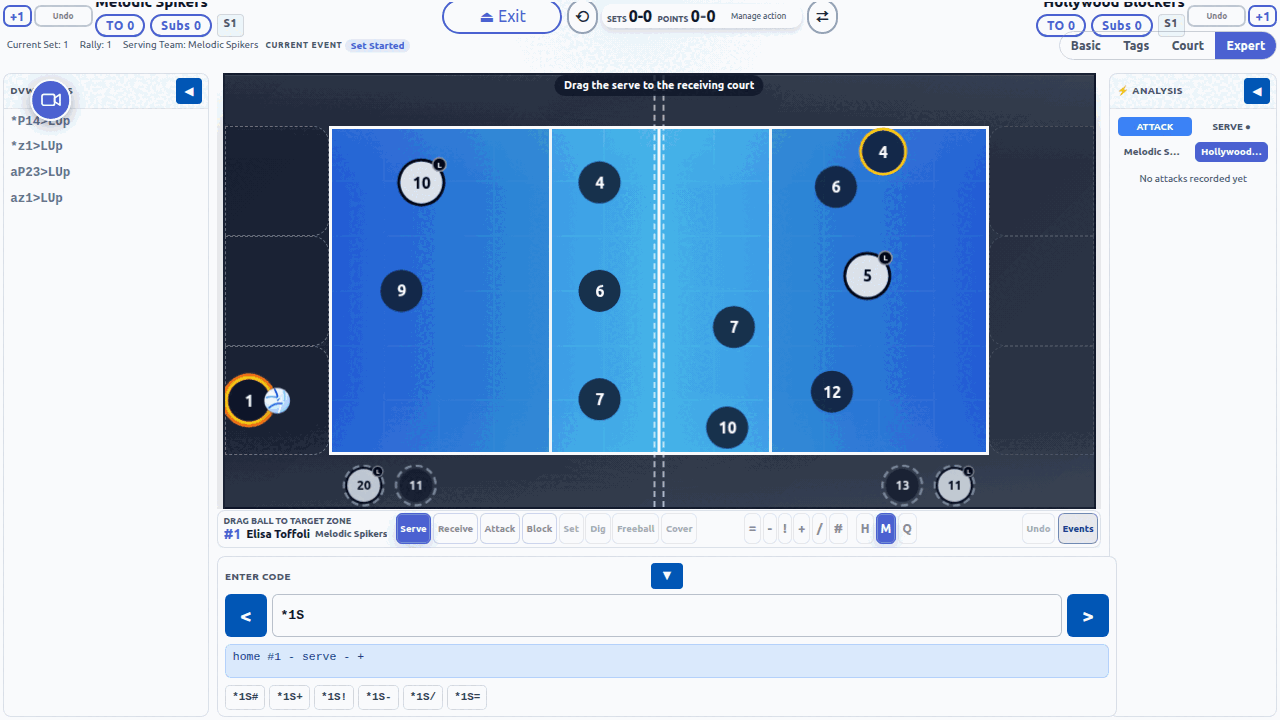 +1
Undo
Melodic Spikers
TO 0
Subs 0
S1
Exit
SETS 0-0 POINTS 0-0
Manage action
Hollywood Blockers
TO 0
Subs 0
S1
Undo
+1
Current Set: 1 Rally: 1 Serving Team: Melodic Spikers CURRENT EVENT Set Started
Basic Tags Court Expert
*P14>LUp
*z1>LUp
aP23>LUp
az1>LUp
Drag the serve to the receiving court
4
10 L
4
6
5 L
9
6
7
12
1
7
10
20 L
11
13
11 L
ANALYSIS
ATTACK
SERVE
Melodic S...
Hollywood...
No attacks recorded yet
DRAG BALL TO TARGET ZONE
#1 Elisa Toffoli Melodic Spikers
Serve Receive Attack Block Set Dig Freeball Cover
= - ! + / # H M Q
Undo Events
ENTER CODE
<
*1S
>
home #1 - serve - +
*1S# *1S+ *1S! *1S- *1S/ *1S=